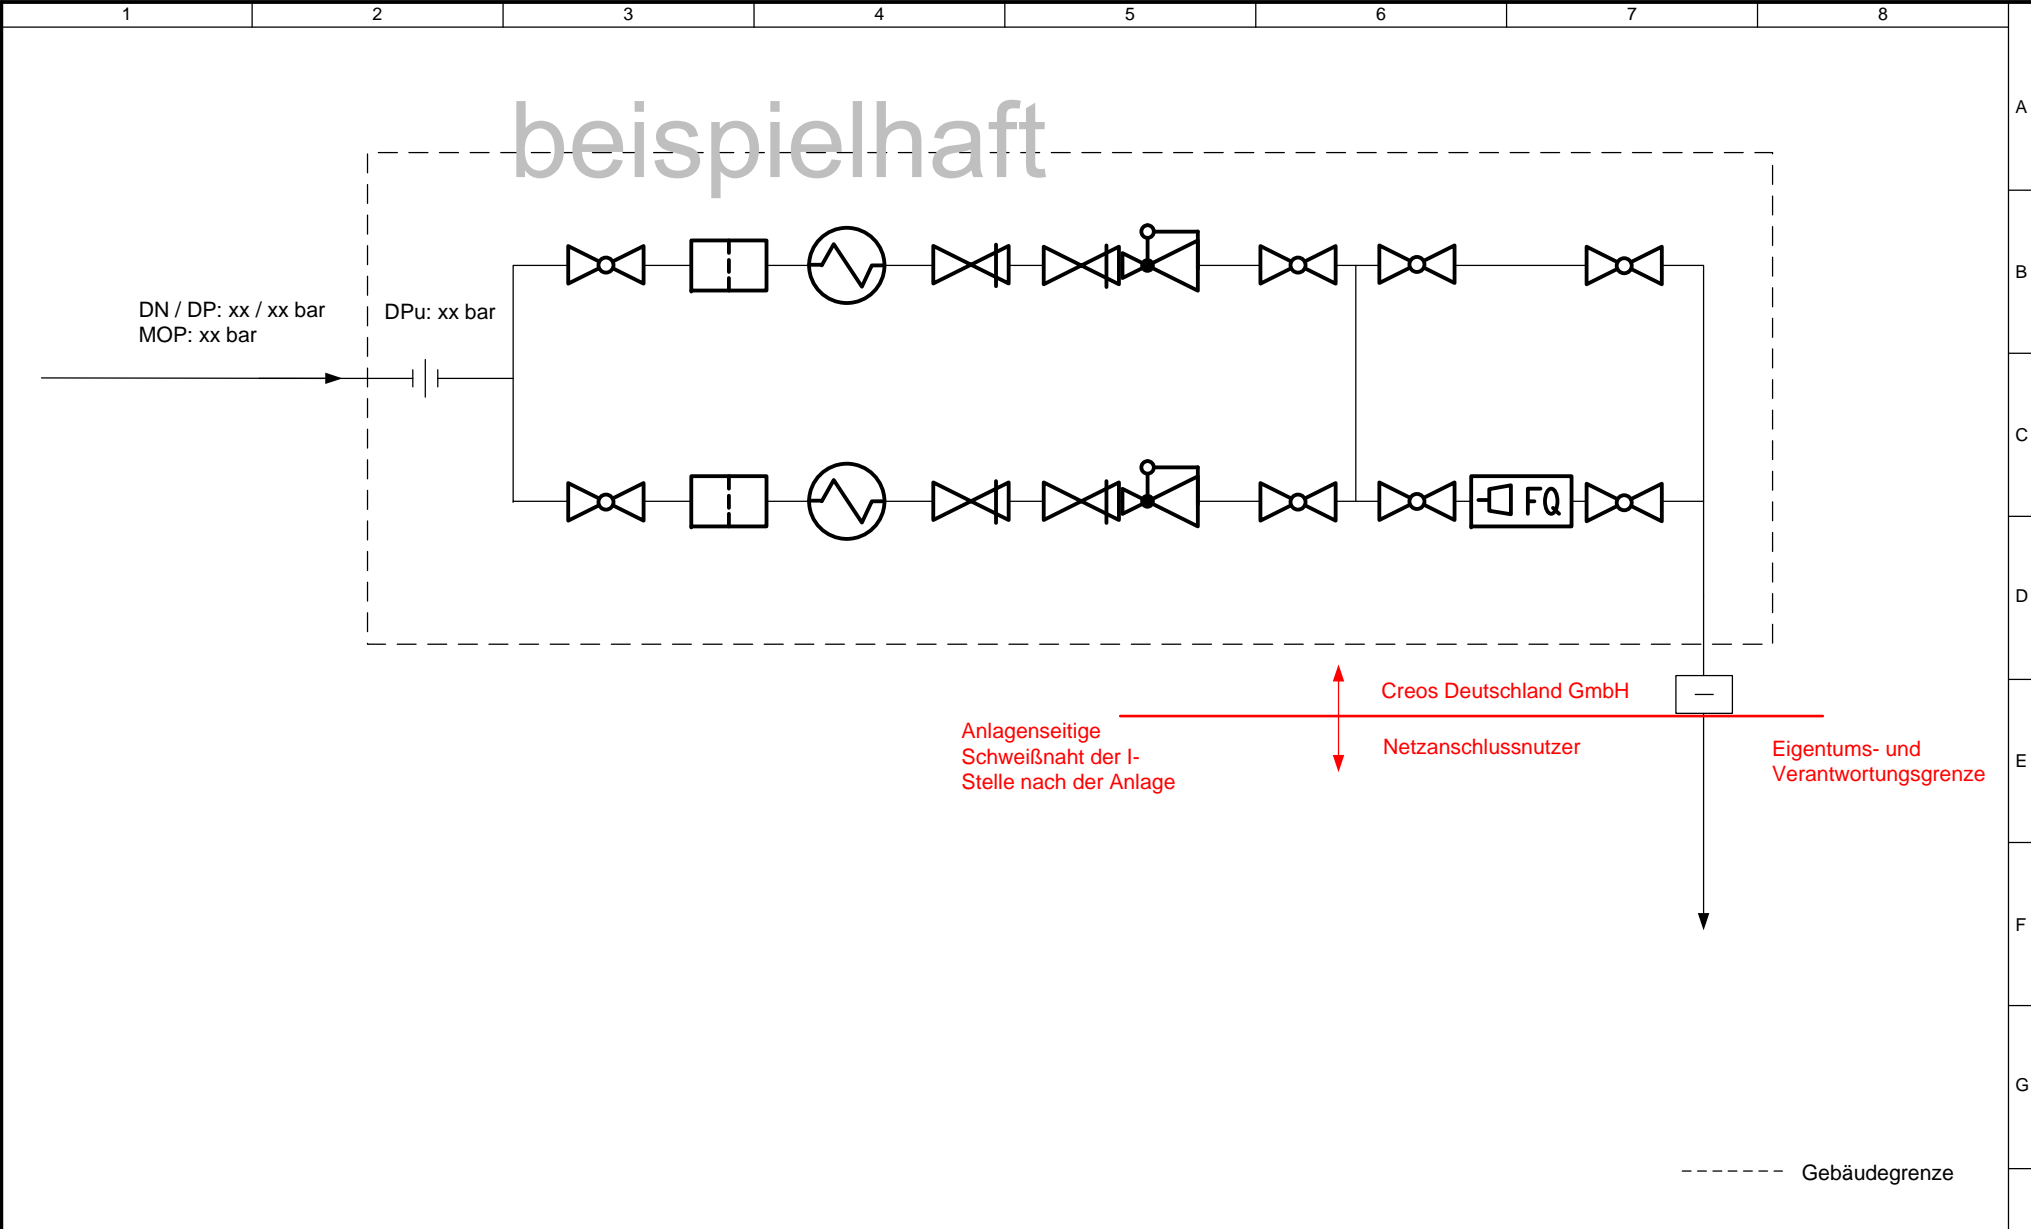 1 2 3 4 5 6 7 8
A
beispielhaft
B
DN / DP: xx / xx bar
MOP: xx bar
DPu: xx bar
C
FQ
D
Creos Deutschland GmbH
Anlagenseitige
Schweißnaht der I-
Stelle nach der Anlage
Netzanschlussnutzer
Eigentums- und
Verantwortungsgrenze
E
F
G
Gebäudegrenze